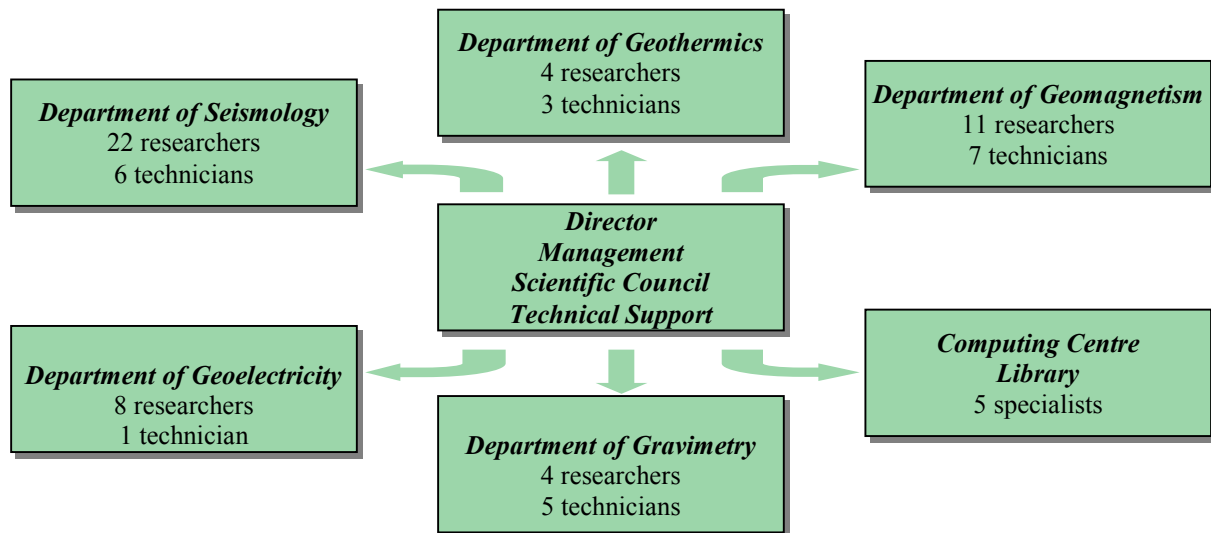 Department of Geothermics
4 researchers
3 technicians
Department of Seismology
22 researchers
6 technicians
Department of Geomagnetism
11 researchers
7 technicians
Director
Management
Scientific Council
Technical Support
Department of Geoelectricity
8 researchers
1 technician
Computing Centre
Library
5 specialists
Department of Gravimetry
4 researchers
5 technicians